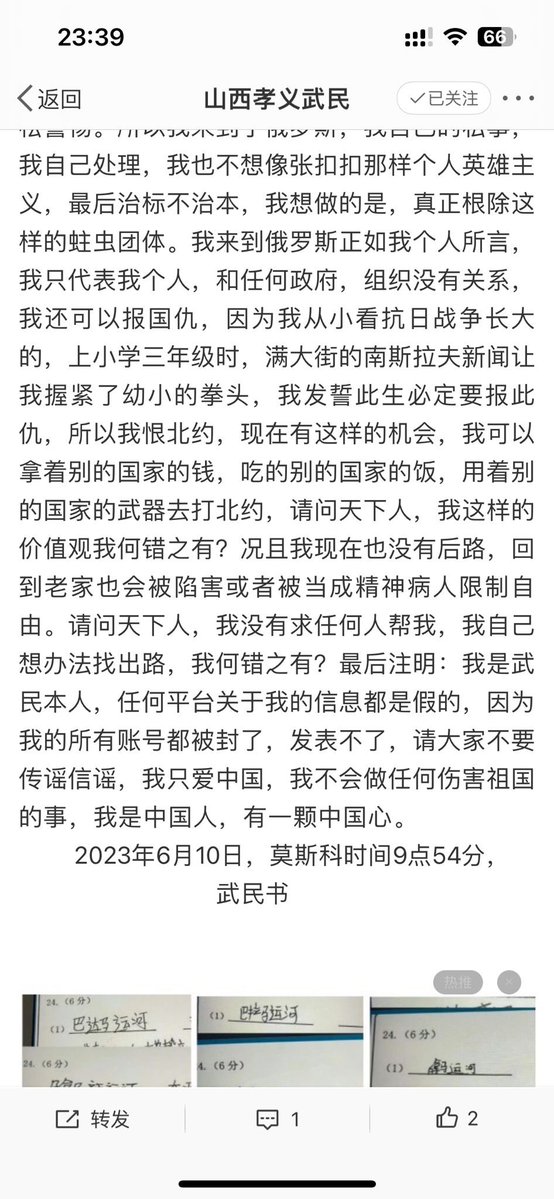 23:39
66
返回
山西孝义武民
已关注
我自己处理，我也不想像张扣扣那样个人英雄主
义，最后治标不治本，我想做的是，真正根除这
样的蛀虫团体。我来到俄罗斯正如我个人所言，
我只代表我个人，和任何政府，组织没有关系，
我还可以报国仇，因为我从小看抗日战争长大
的，上小学三年级时，满大街的南斯拉夫新闻让
我握紧了幼小的拳头，我发誓此生必定要报此
仇，所以我恨北约，现在有这样的机会，我可以
拿着别的国家的钱，吃的别的国家的饭，用着别
的国家的武器去打北约，请问天下人，我这样的
价值观我何错之有？况且我现在也没有后路，回
到老家也会被陷害或者被当成精神病人限制自
由。请问天下人，我没有求任何人帮我，我自己
想办法找出路，我何错之有？最后注明：我是武
民本人，任何平台关于我的信息都是假的，因为
我的所有账号都被封了，发表不了，请大家不要
传谣信谣，我只爱中国，我不会做任何伤害祖国
的事，我是中国人，有一颗中国心。
2023年6月10日，莫斯科时间9点54分，
武民书
热推
24.（6分）
（1）巴达马运河
24.（6分）
（1）
运河
4.（6分）
24.（6分）
（1）
运河
转发
1
2